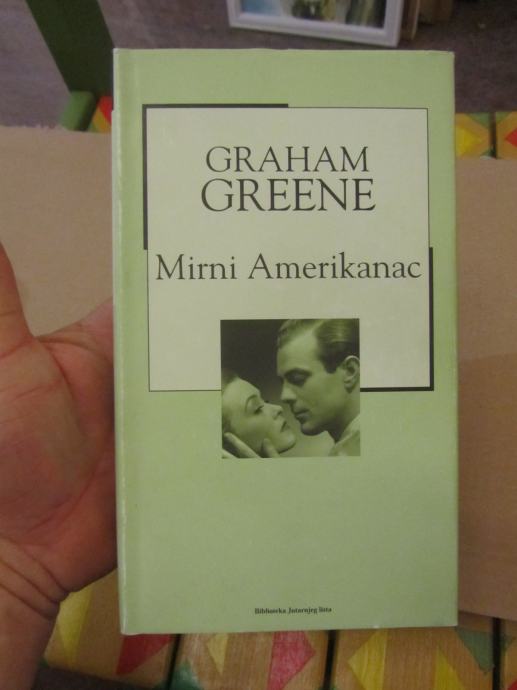 GRAHAM
GREENE
Mirni Amerikanac
Biblioteka Jutarnjeg lista